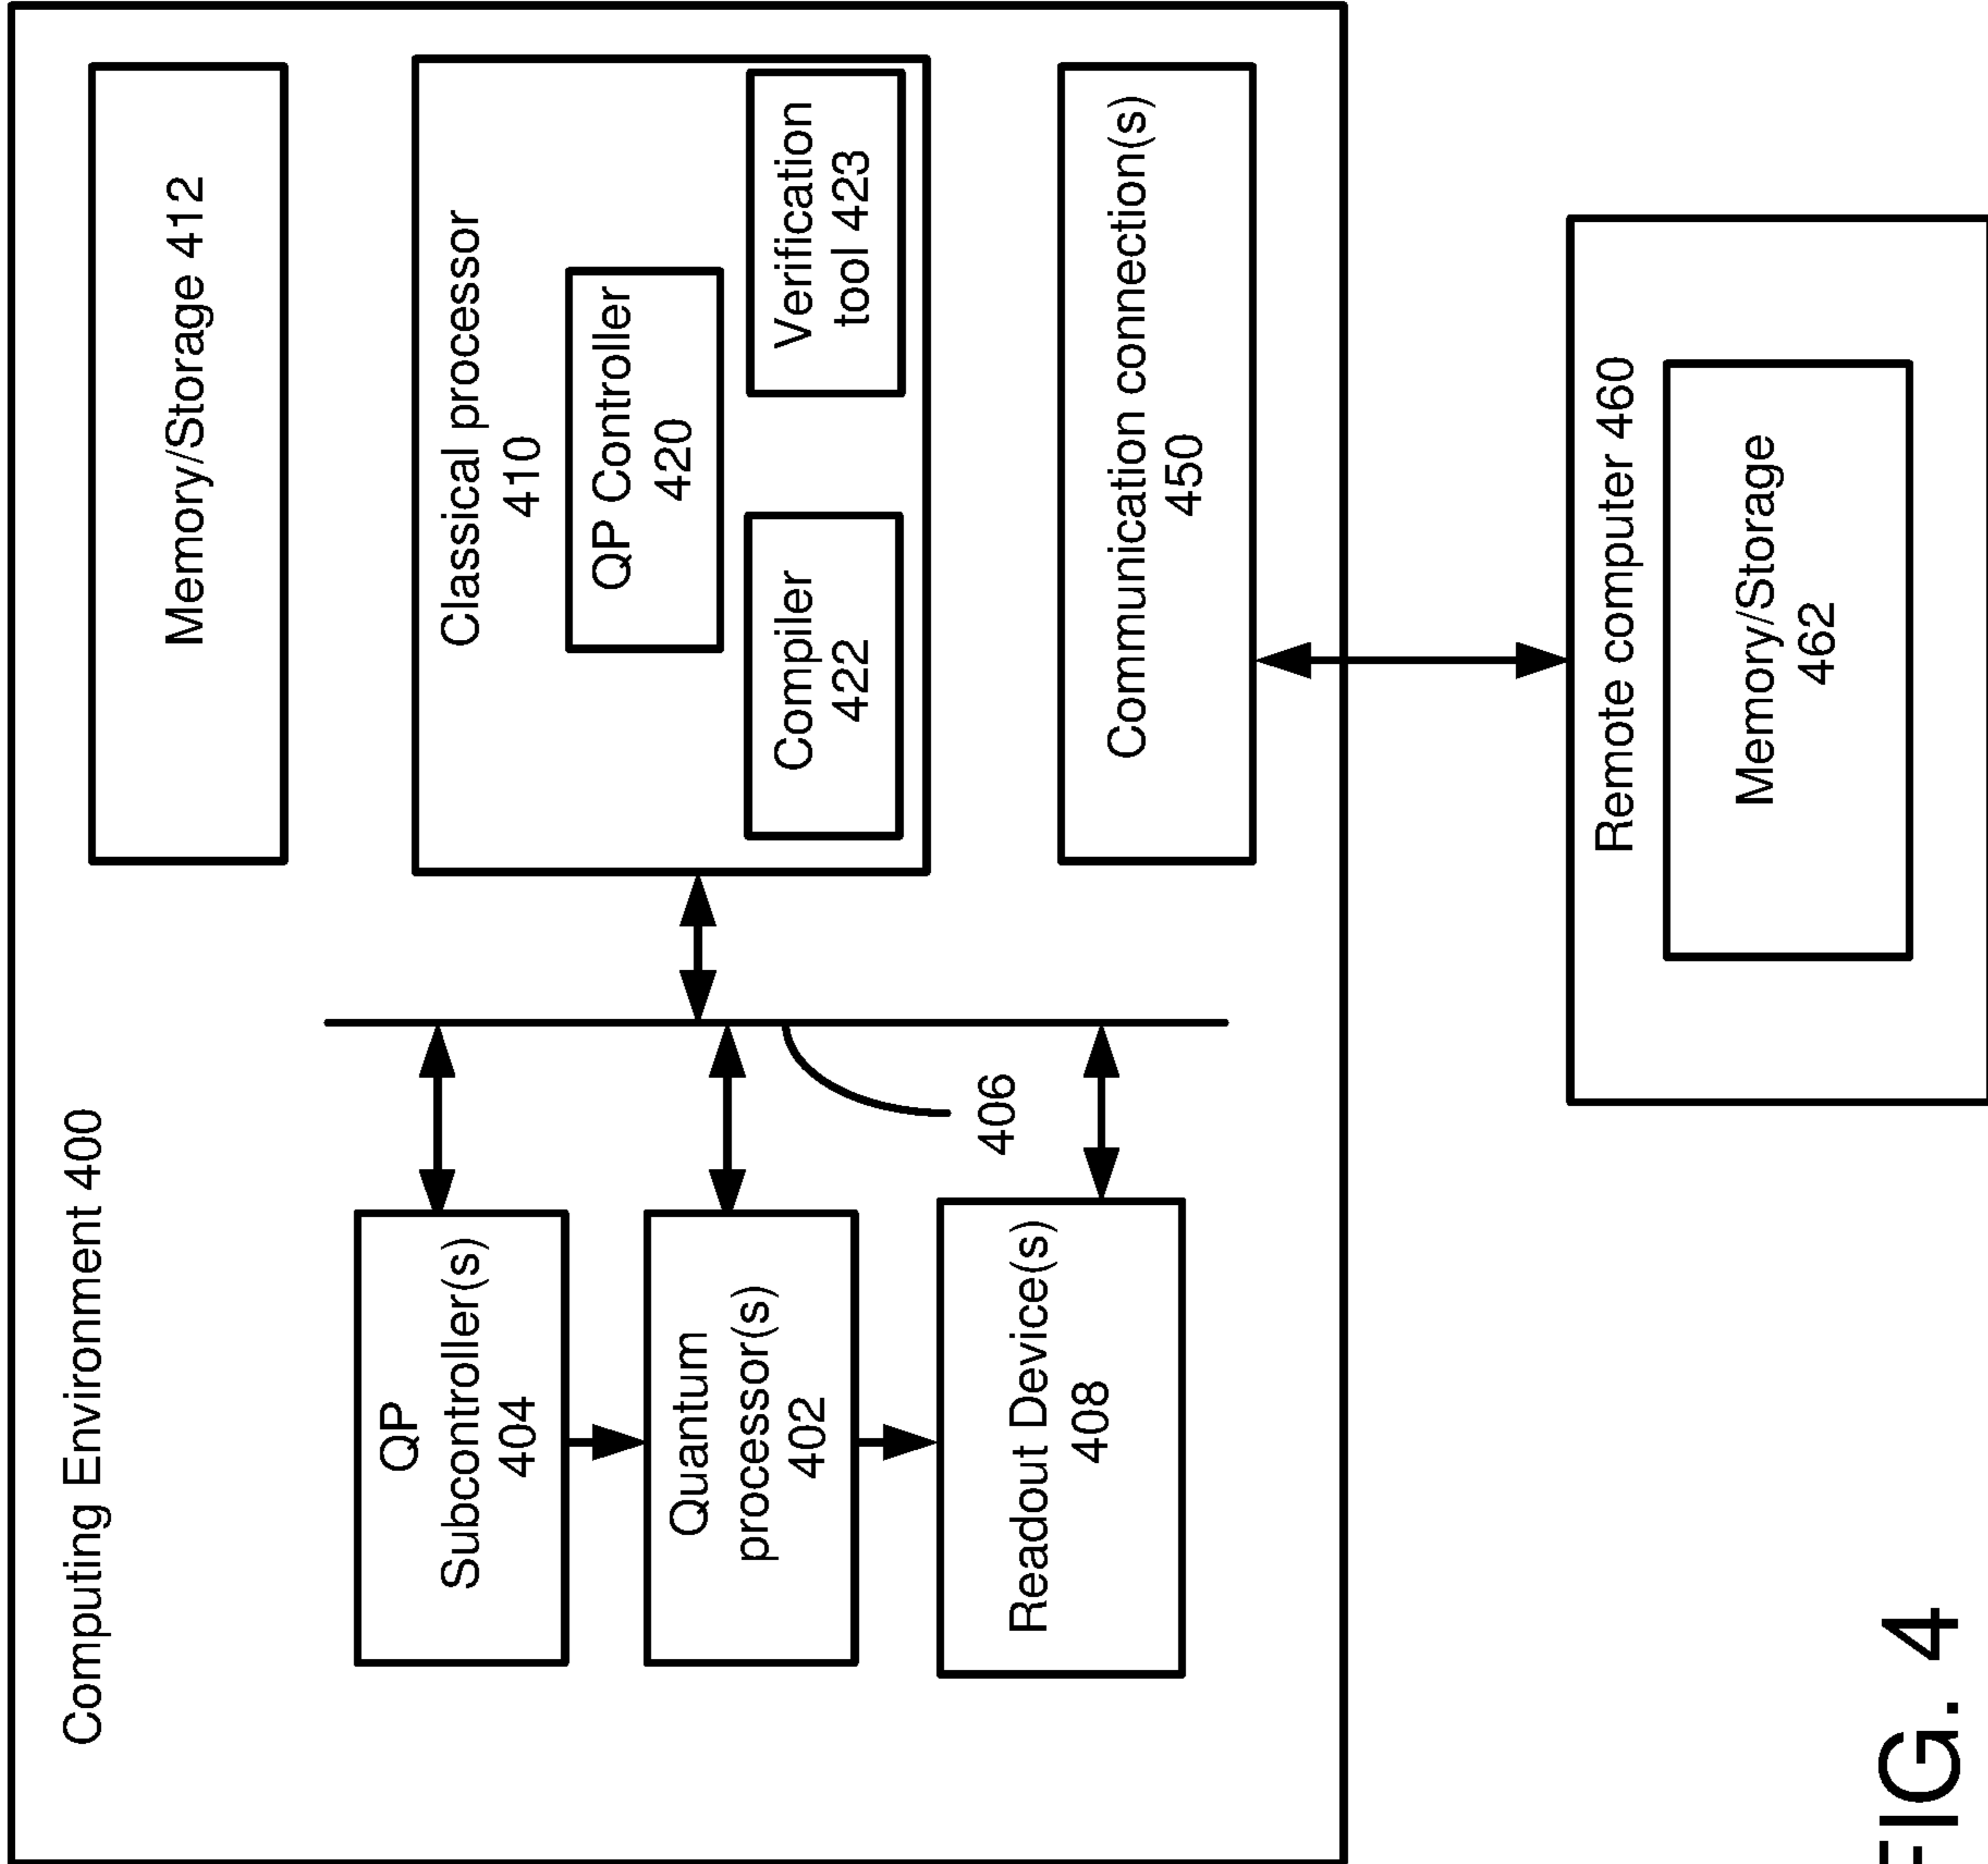 Computing Environment 400
Memory/Storage 412
QP
Subcontroller(s)
404
Quantum
processor(s)
402
Readout Device(s)
408
406
Classical processor
410
QP Controller
420
Compiler
422
Verification
tool 423
Communication connection(s)
450
Remote computer 460
Memory/Storage
462
FIG. 4